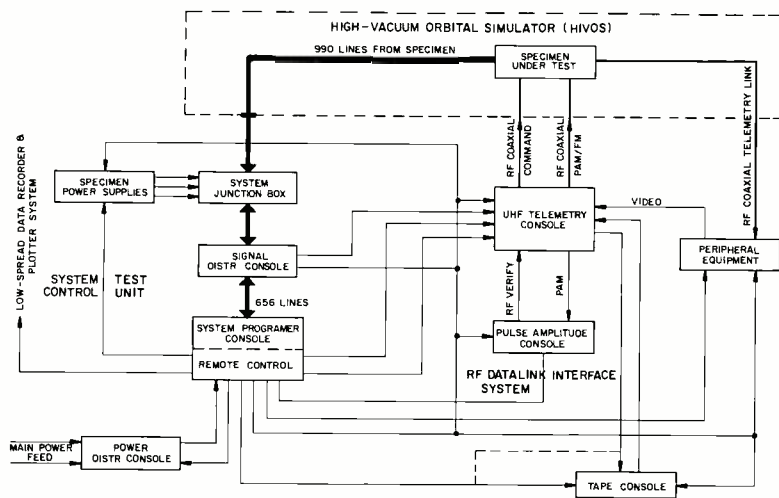 HIGH-VACUUM ORBITAL SIMULATOR (HIVOS)
990 LINES FROM SPECIMEN
SPECIMEN
UNDER TEST
RF COAXIAL TELEMETRY LINK
RF COAXIAL
COMMAND
RF COAXIAL
PAM/FM
LOW-SPREAD DATA RECORDER &
PLOTTER SYSTEM
SPECIMEN
POWER SUPPLIES
SYSTEM
JUNCTION BOX
UHF TELEMETRY
CONSOLE
VIDEO
PERIPHERAL
EQUIPMENT
SIGNAL
DISTR CONSOLE
SYSTEM TEST
CONTROL UNIT
656 LINES
RF VERIFY
PAM
SYSTEM PROGRAMER
CONSOLE
REMOTE CONTROL
PULSE AMPLITUDE
CONSOLE
RF DATALINK INTERFACE
SYSTEM
MAIN POWER
FEED
POWER
DISTR CONSOLE
TAPE CONSOLE